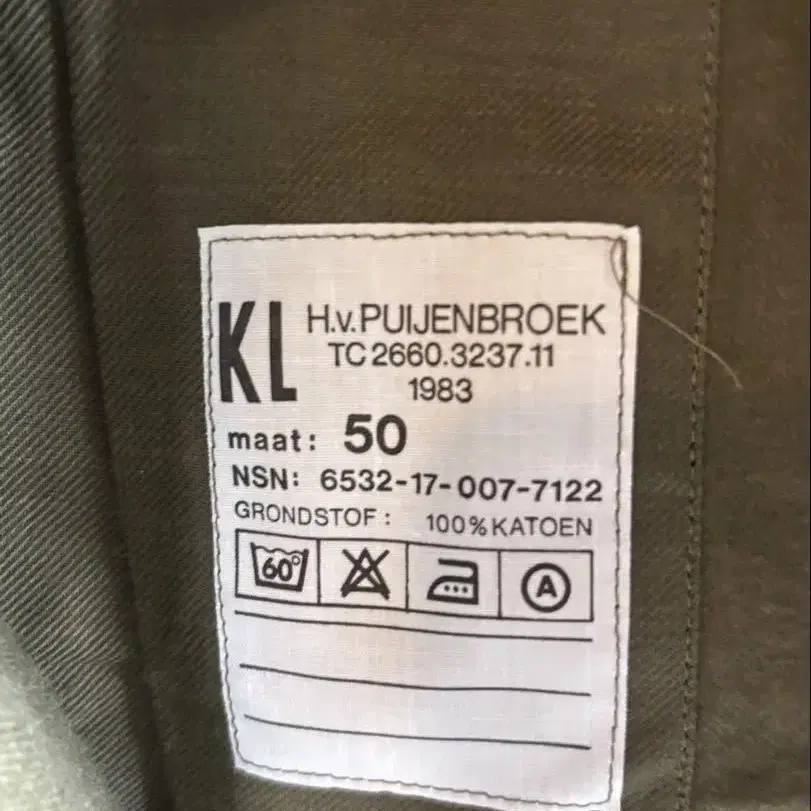 KL H.v. PUIJENBROEK
TC 2660.3237.11
1983
maat: 50
NSN: 6532-17-007-7122
GRONDSTOF: 100% KATOEN
60° A